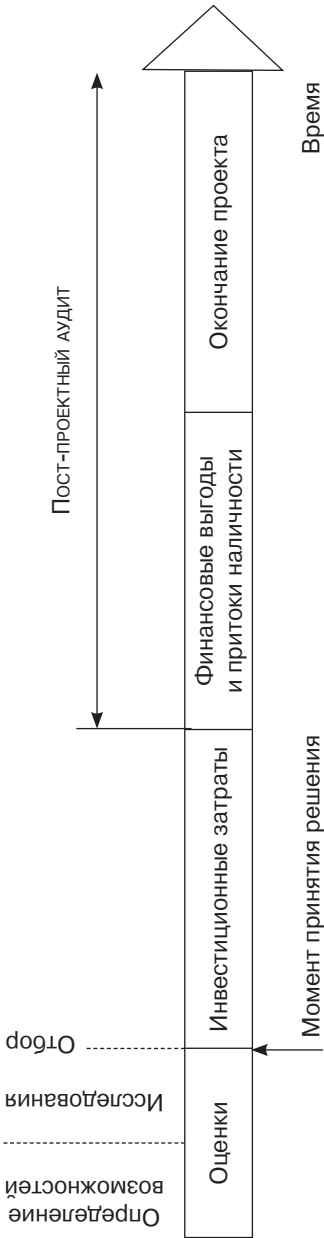 Пост-проектный аудит
Определение
возможностей
Исследования
Отбор
Оценки
Инвестиционные затраты
Финансовые выгоды
и притоки наличности
Окончание проекта
Момент принятия решения
Время